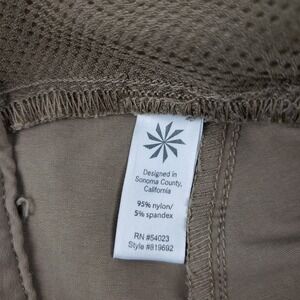 Designed in
Sonoma County,
California
95% nylon/
5% spandex
RN #54023
Style #819692